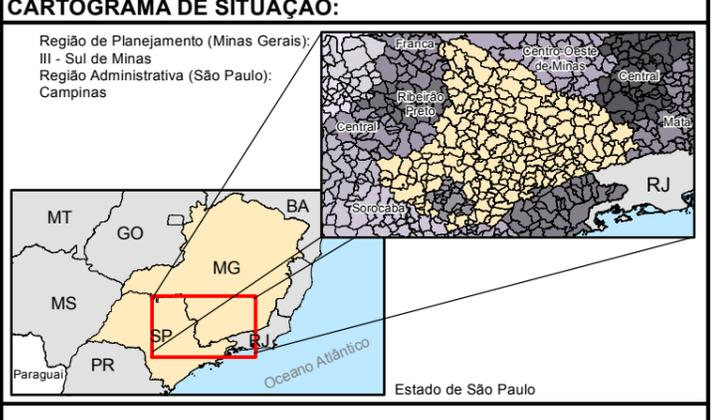 CARTOGRAMA DE SITUAÇÃO:
Região de Planejamento (Minas Gerais):
III - Sul de Minas
Região Administrativa (São Paulo):
Campinas
Franca
Centro-Oeste
de Minas
Central
Ribeirão
Preto
Central
Mata
Sorocaba
RJ
MT
GO
BA
MG
MS
SP
RJ
PR
Paraguai
Oceano Atlântico
Estado de São Paulo